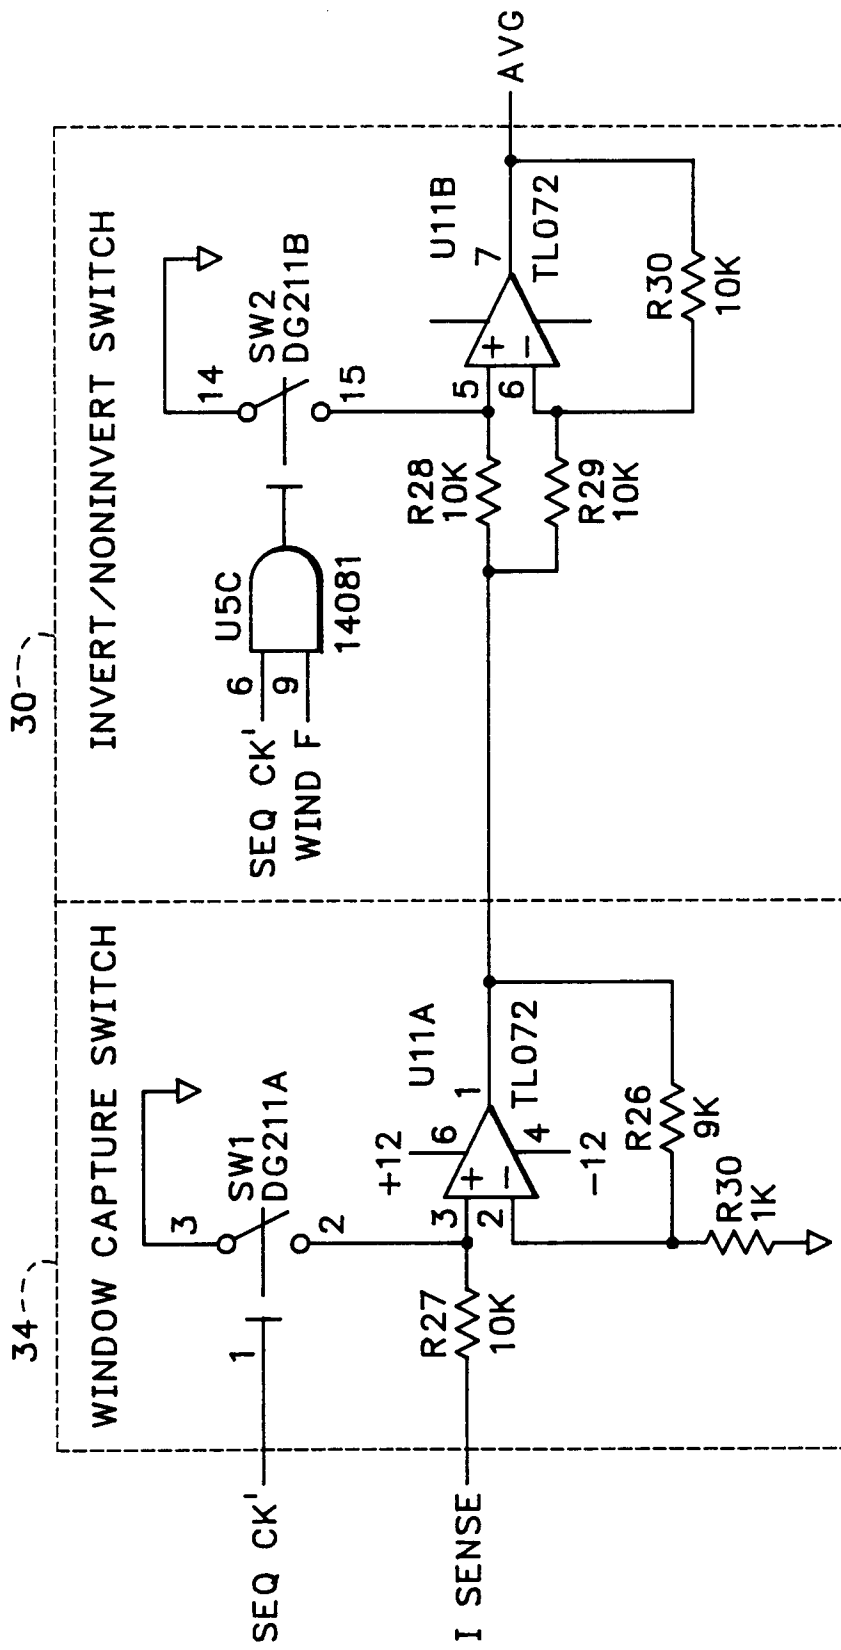 34
30
WINDOW CAPTURE SWITCH
INVERT/NONINVERT SWITCH
SEQ CK'
1
3
2
SW1
DG211A
I SENSE
R27
10K
3
2
+12
6
4
-12
U11A
1
TL072
R26
9K
R30
1K
SEQ CK'
WIND F
6
9
U5C
14081
14
15
SW2
DG211B
R28
10K
R29
10K
5
6
U11B
7
TL072
R30
10K
AVG